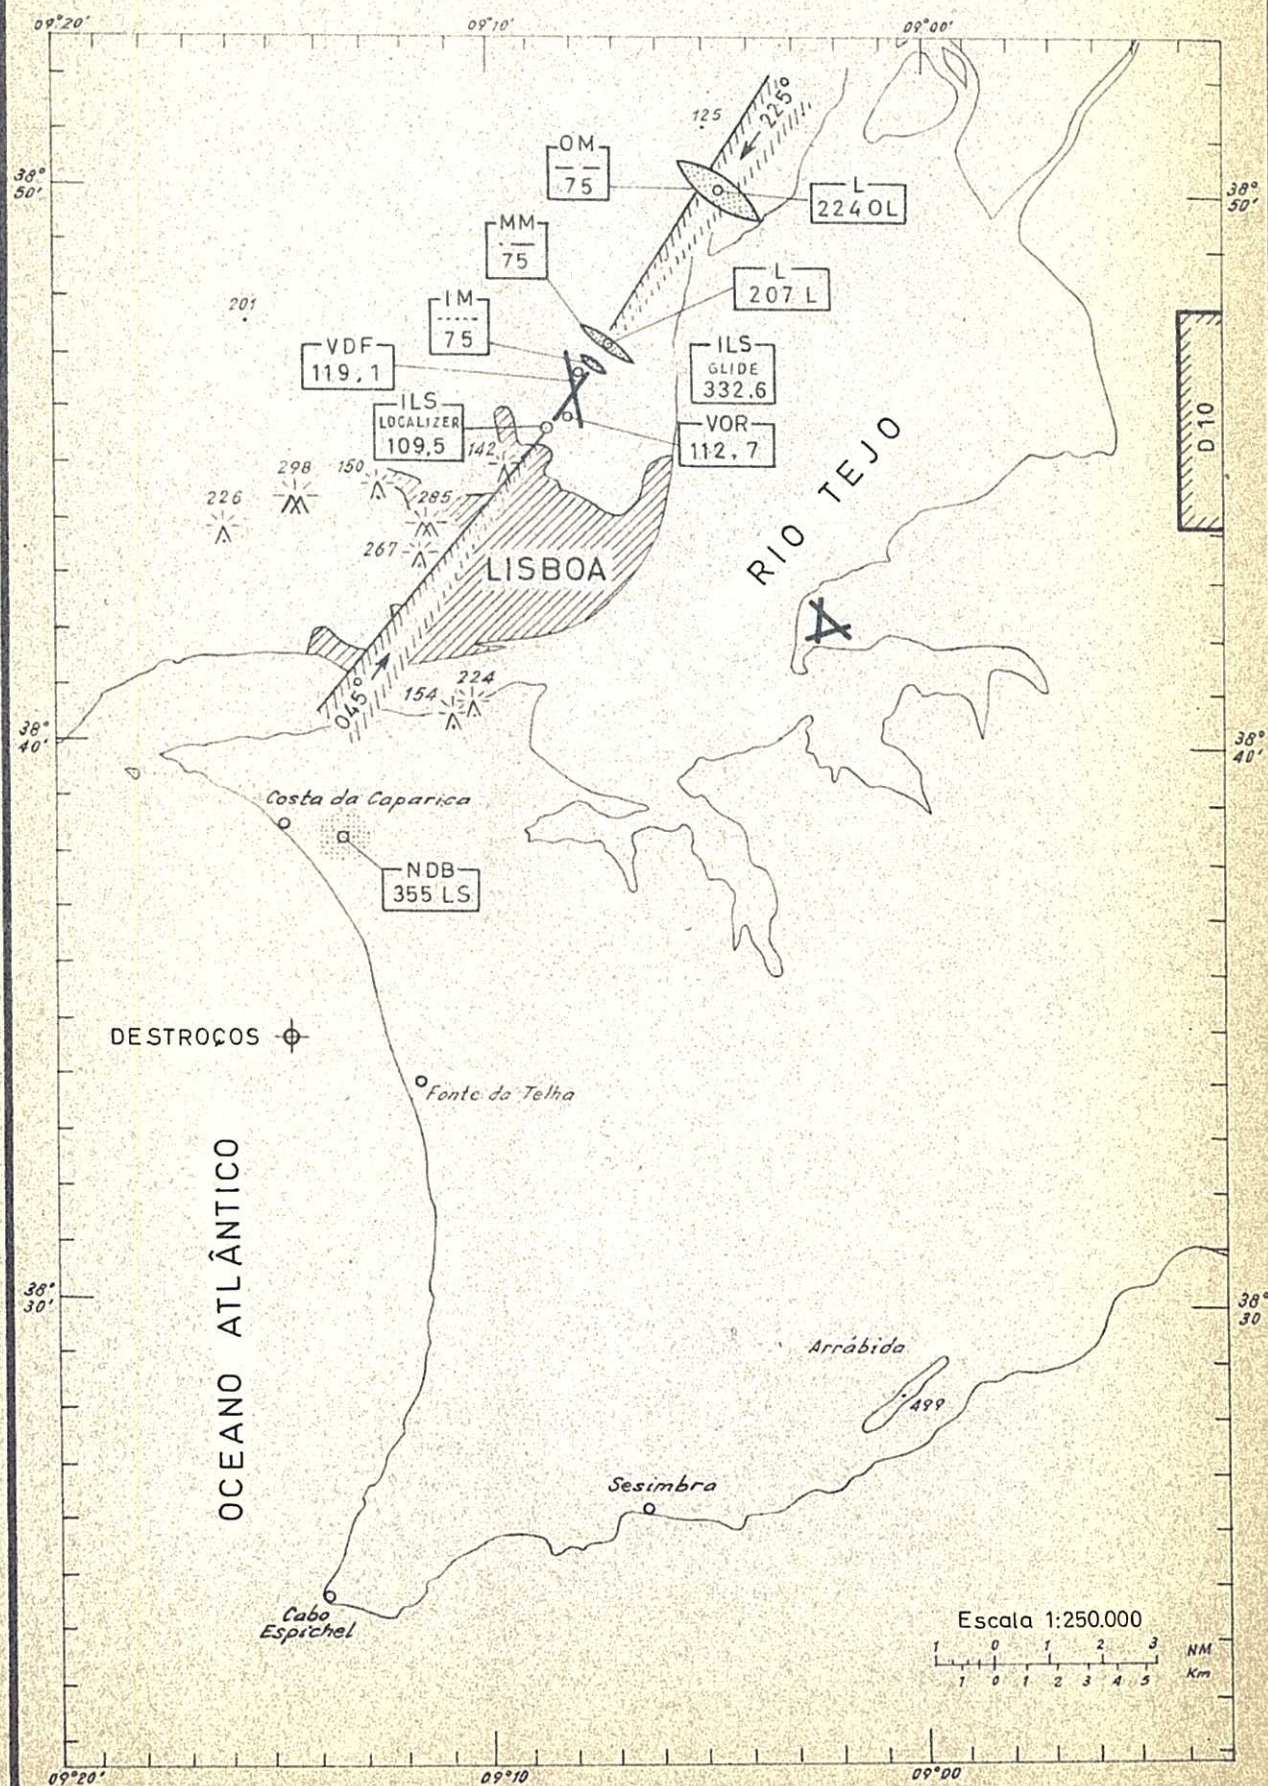 09°20'
09°10'
09°00'
125
225°
OM
— —
75
L
224 OL
38°
50'
38°
50'
MM
. —
75
L
207 L
IM
.....
75
201
VDF
119,1
ILS
GLIDE
332.6
ILS
LOCALIZER
109,5
VOR
112,7
D 10
142
150
298
285
226
267
LISBOA
RIO TEJO
045°
154
224
38°
40'
38°
40'
Costa da Caparica
NDB
355 LS
DESTROÇOS
Fonte da Telha
OCEANO ATLÂNTICO
38°
30'
38°
30'
Arrábida
499
Sesimbra
Cabo
Espichel
Escala 1:250.000
1 0 1 2 3 NM
1 0 1 2 3 4 5 Km
09°20'
09°10
09°00